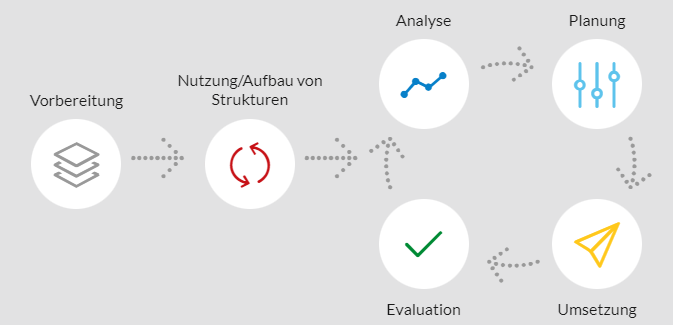 Vorbereitung
Nutzung/Aufbau von
Strukturen
Analyse
Planung
Umsetzung
Evaluation